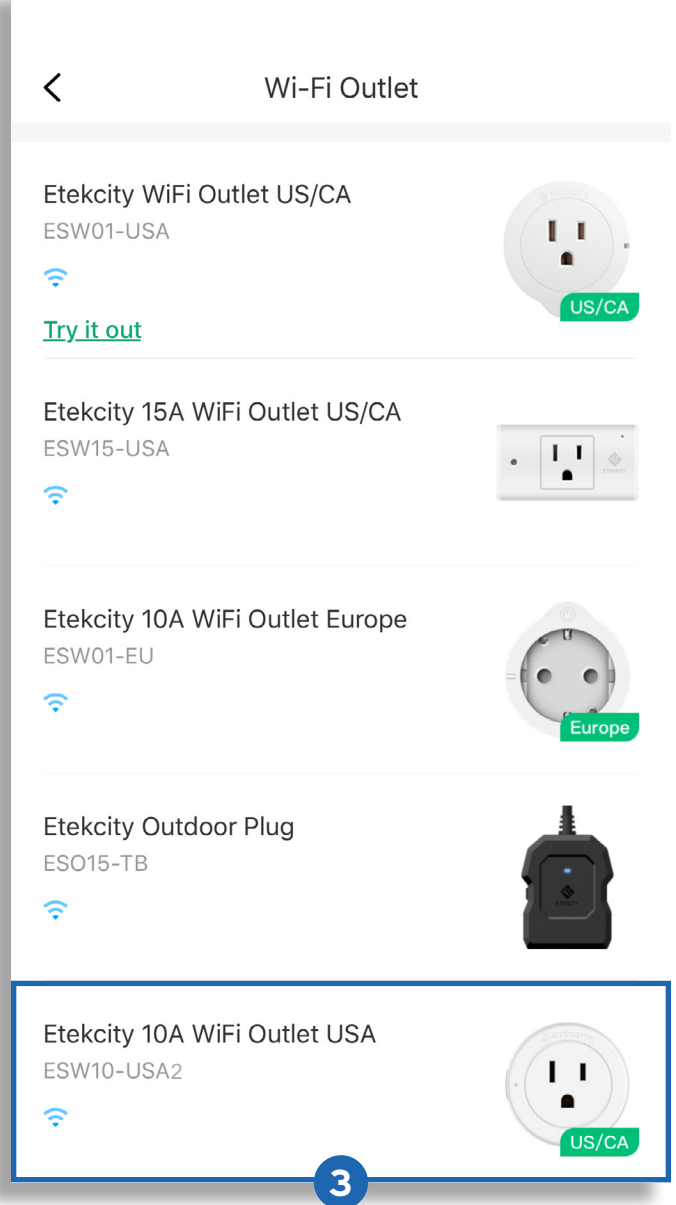 Wi-Fi Outlet
Etekcity WiFi Outlet US/CA
ESW01-USA
US/CA
Try it out
Etekcity 15A WiFi Outlet US/CA
ESW15-USA
ETEKCITY
Etekcity 10A WiFi Outlet Europe
ESW01-EU
Europe
Etekcity Outdoor Plug
ESO15-TB
ETEKCITY
Etekcity 10A WiFi Outlet USA
ESW10-USA2
US/CA
3